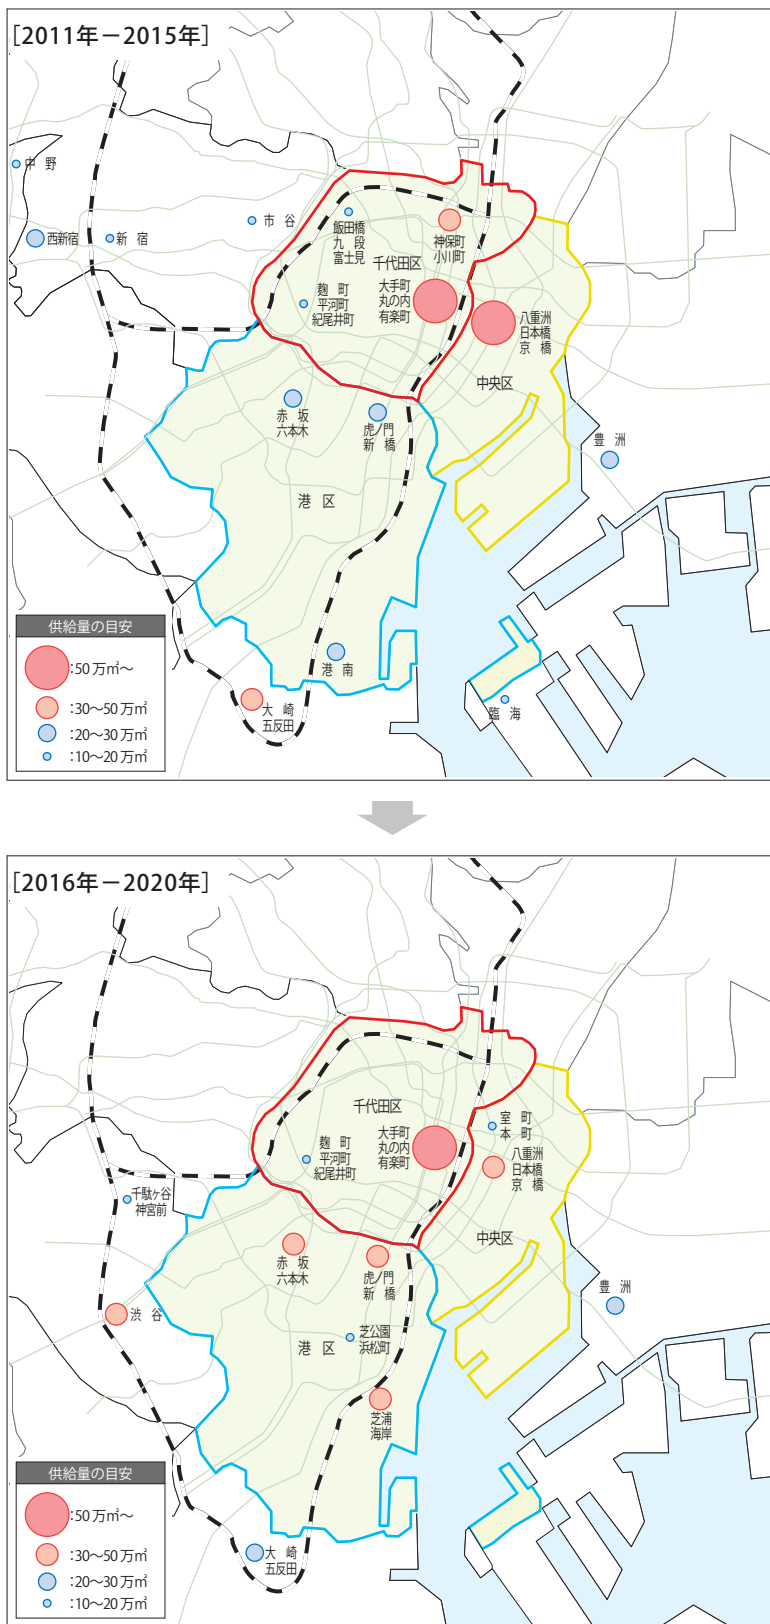 [2011年－2015年]
中 野
西新宿
新 宿
市 谷
飯田橋
九 段
富士見
神保町
小川町
千代田区
麹 町
平河町
紀尾井町
大手町
丸の内
有楽町
八重洲
日本橋
京 橋
中央区
赤 坂
六本木
虎ノ門
新 橋
豊 洲
港 区
港 南
大 崎
五反田
臨 海
供給量の目安
:50万㎡～
:30～50万㎡
:20～30万㎡
:10～20万㎡
[2016年－2020年]
千代田区
室 町
本 町
麹 町
平河町
紀尾井町
大手町
丸の内
有楽町
八重洲
日本橋
京 橋
千駄ヶ谷
神宮前
中央区
赤 坂
六本木
虎ノ門
新 橋
豊 洲
渋 谷
芝公園
浜松町
港 区
芝浦
海岸
大 崎
五反田
供給量の目安
:50万㎡～
:30～50万㎡
:20～30万㎡
:10～20万㎡